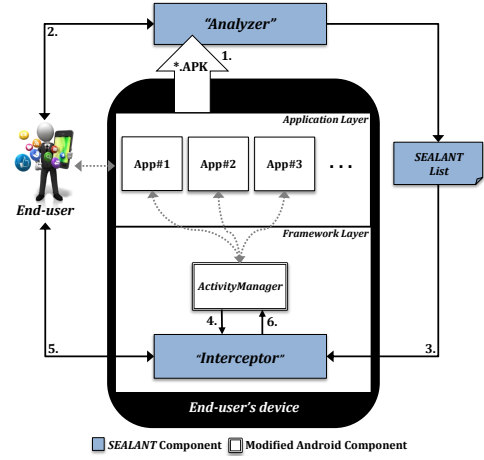 2.
"Analyzer"
1.
*.APK
Application Layer
App#1
App#2
App#3
...
End-user
SEALANT
List
Framework Layer
ActivityManager
4.
6.
5.
"Interceptor"
3.
End-user's device
SEALANT Component
Modified Android Component